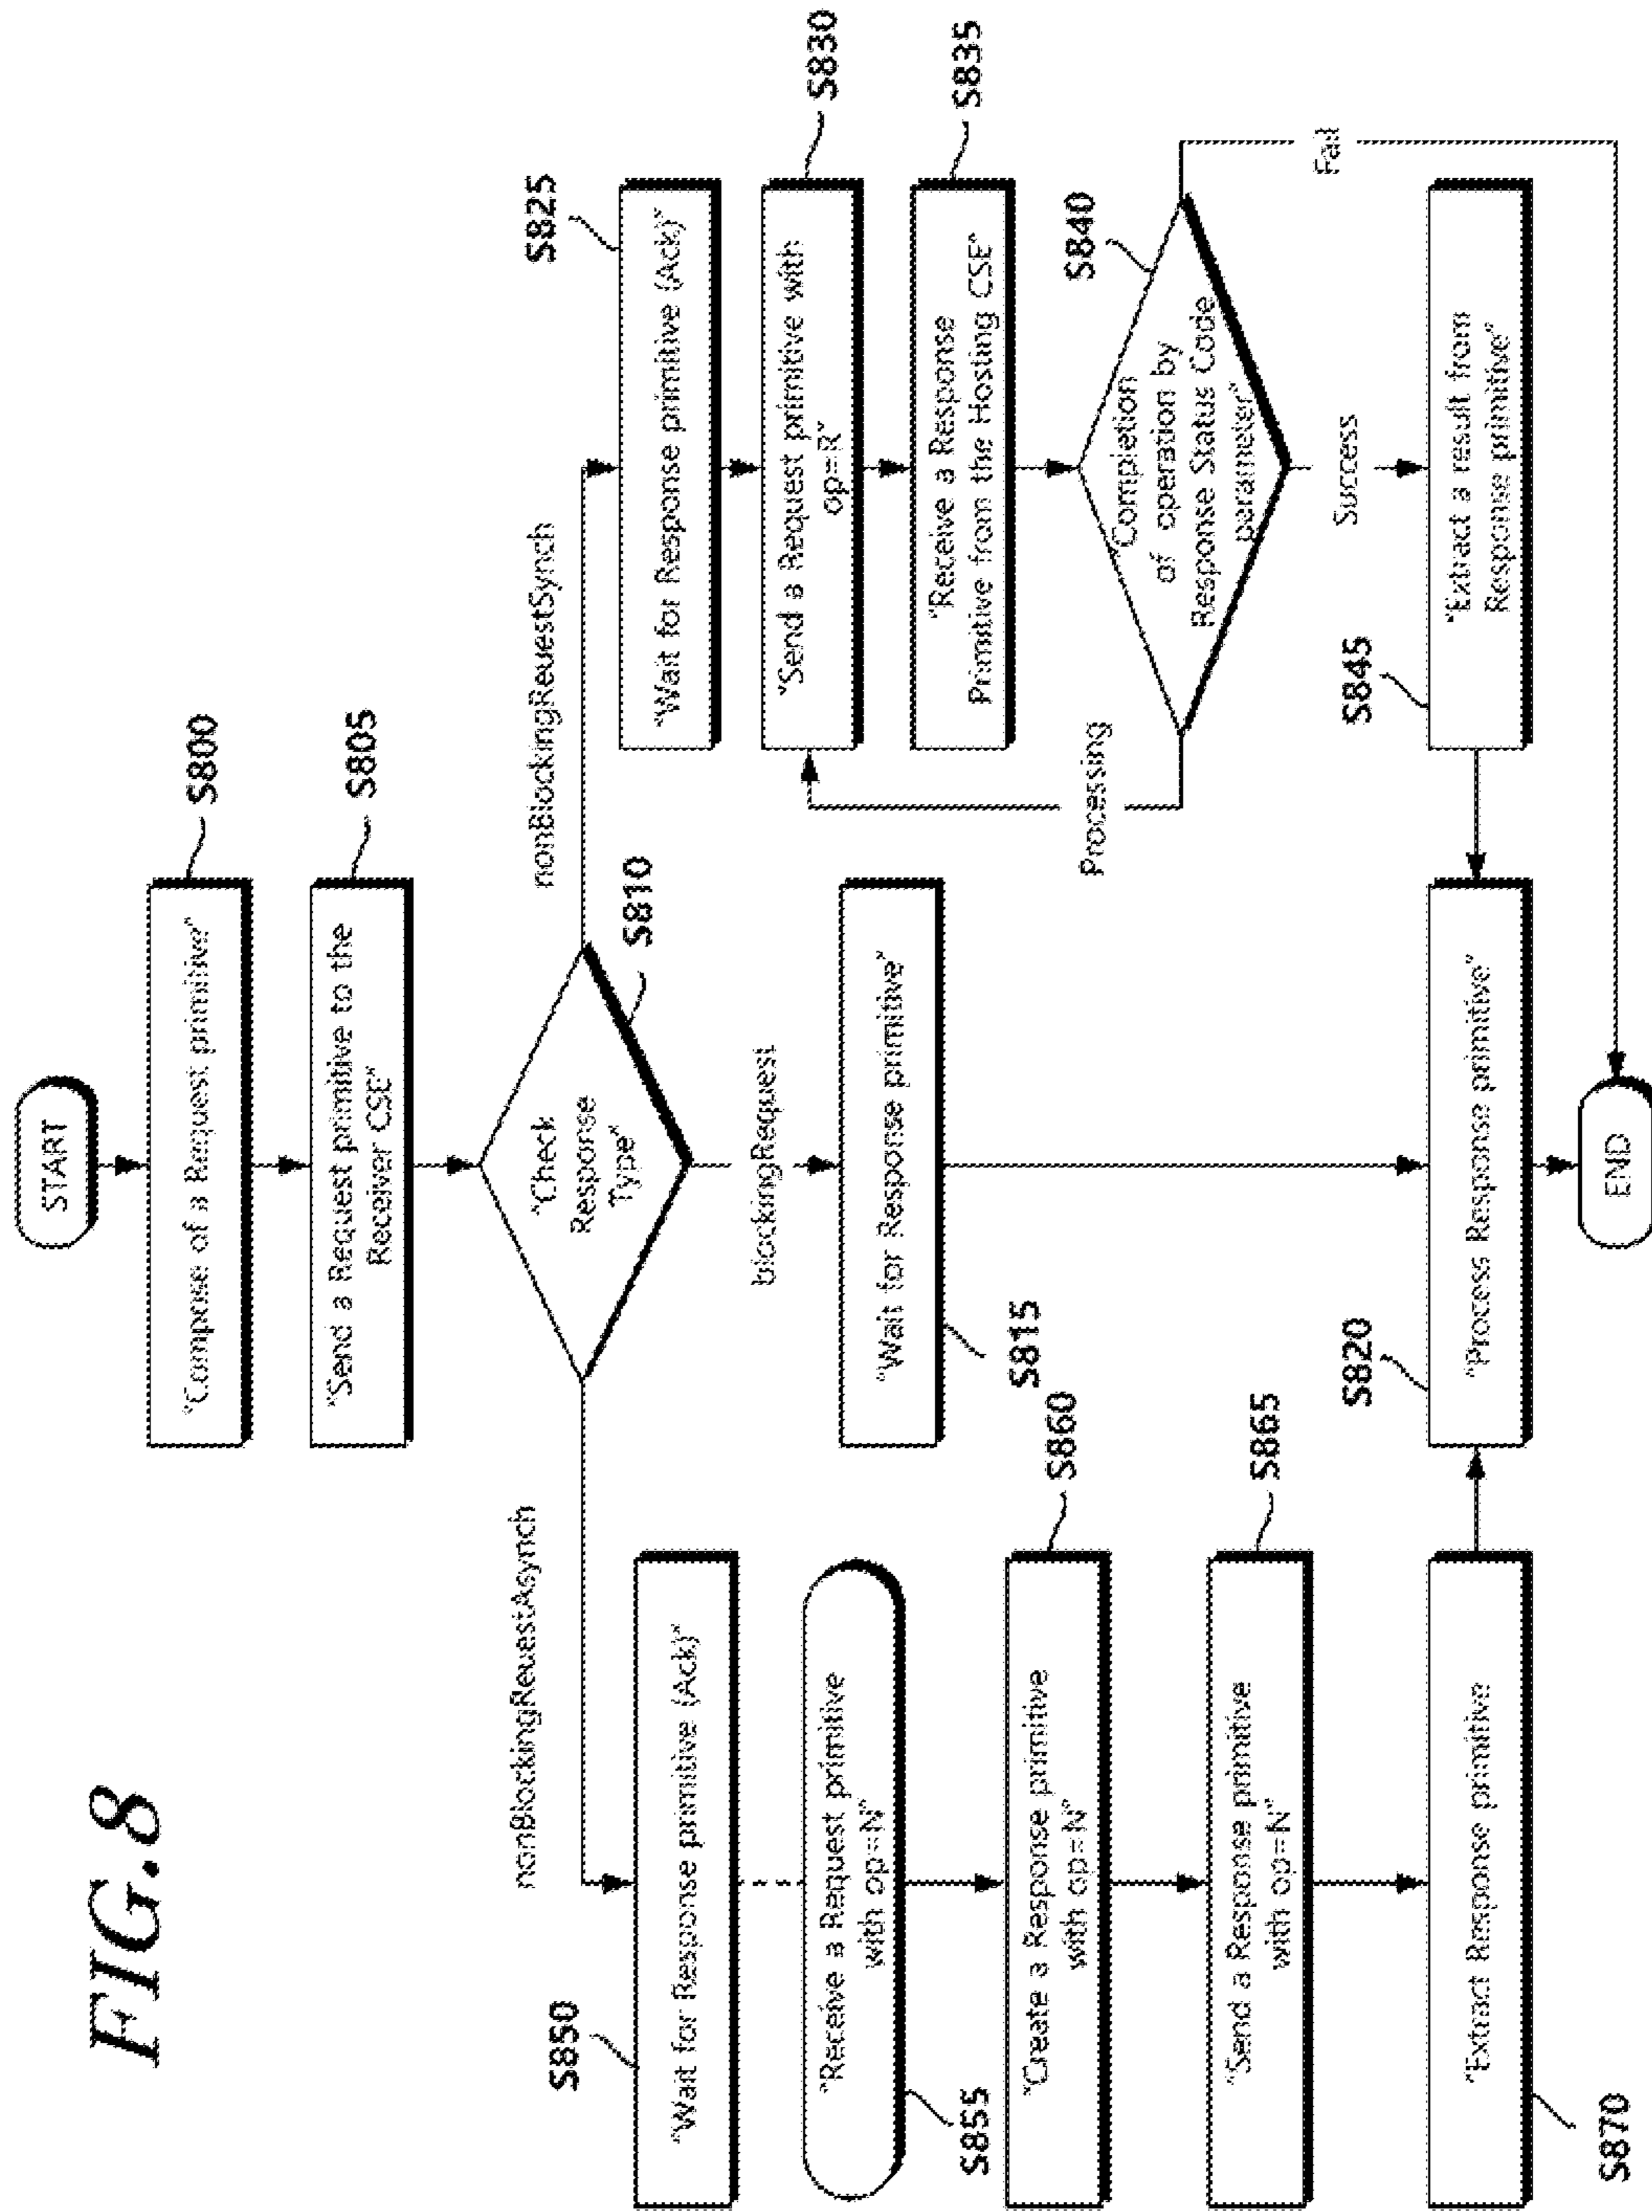 FIG.8
START
"Compose of a Request primitive"
S800
"Send a Request primitive to the
Receiver CSE"
S805
"Check
Response
Type"
S810
nonBlockingReuestAsynch
blockingRequest
nonBlockingReuestSynch
S850
"Wait for Response primitive (Ack)"
"Receive a Request primitive
with op=N"
S855
"Create a Response primitive
with op=N"
S860
"Send a Response primitive
with op=N"
S865
"Extract Response primitive
S870
"Wait for Response primitive"
S815
S820
"Process Response primitive"
END
S825
"Wait for Response primitive (Ack)"
"Send a Request primitive with
op=R"
S830
"Receive a Response
Primitive from the Hosting CSE"
S835
"Completion
of operation by
Response Status Code
parameter"
S840
Processing
Success
Fail
S845
"Extract a result from
Response primitive"